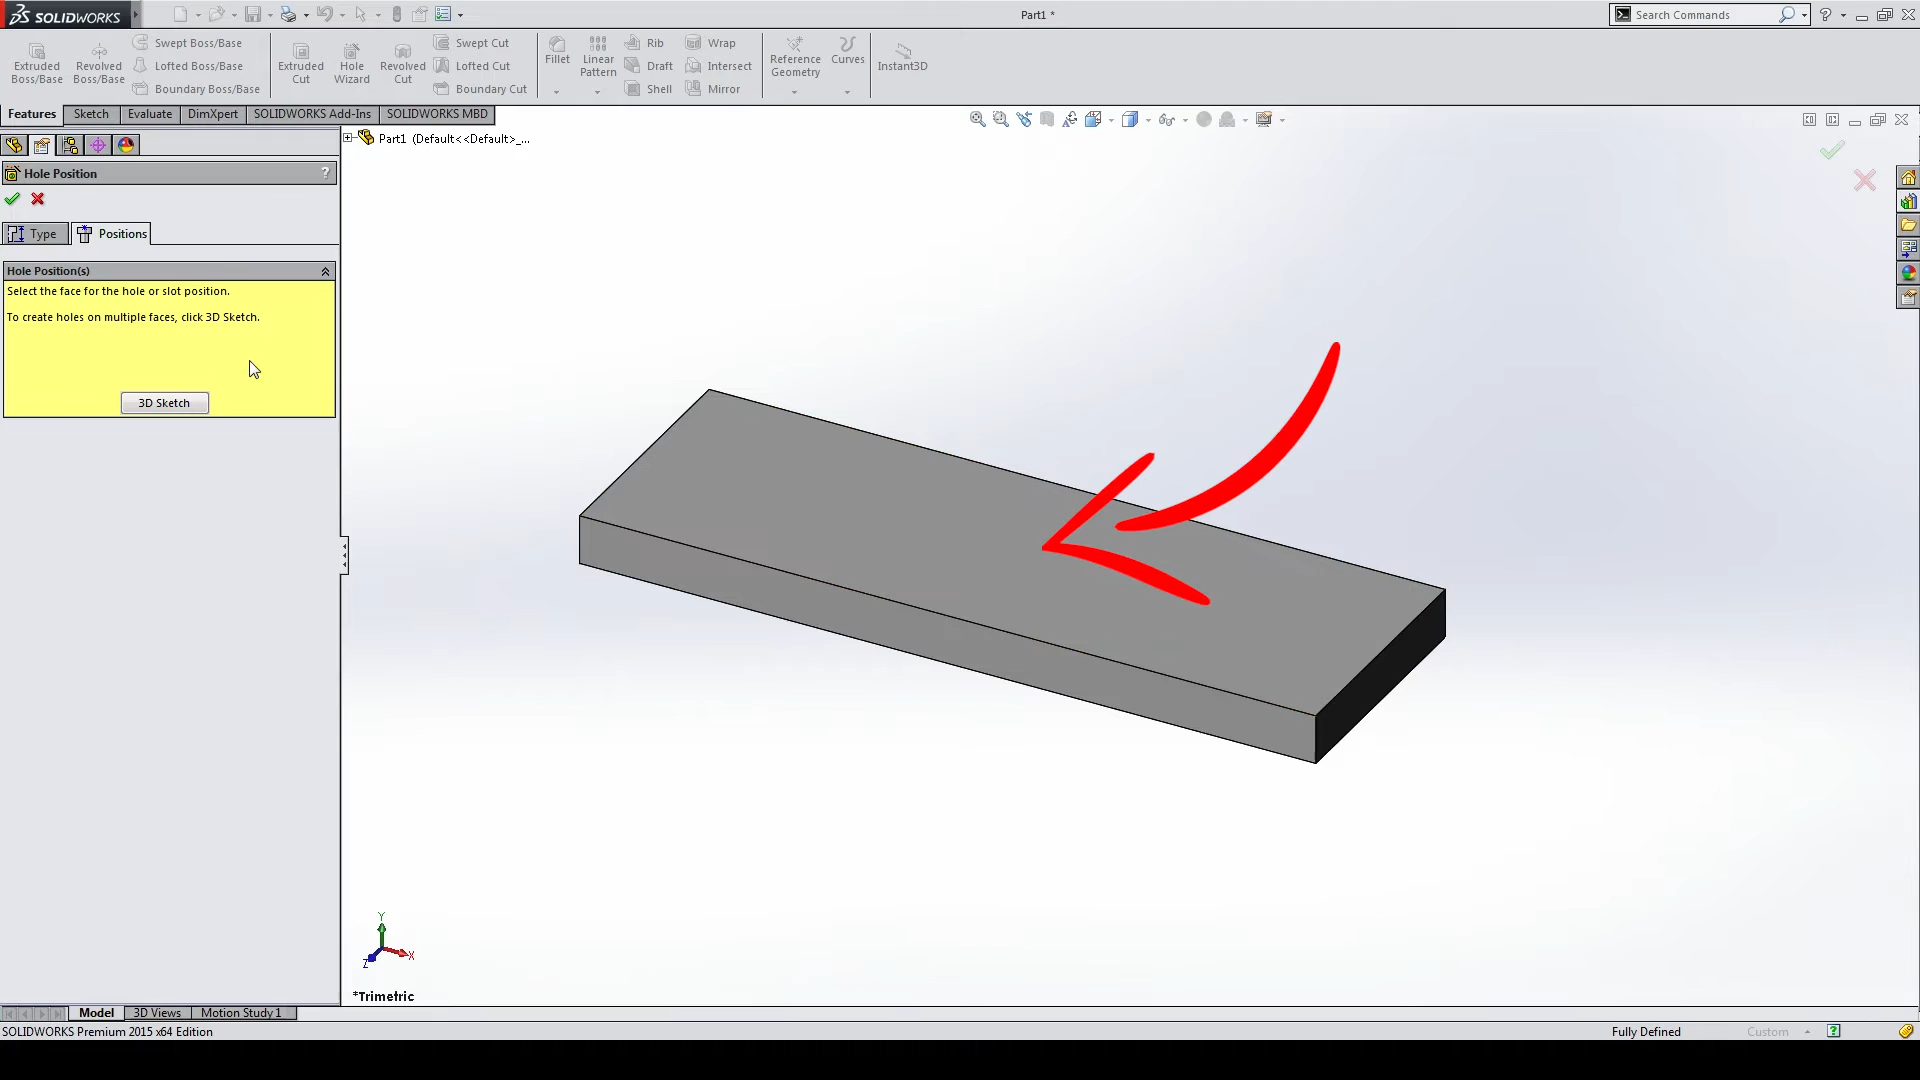 SOLIDWORKS
Part1 *
Search Commands
Extruded Boss/Base
Revolved Boss/Base
Swept Boss/Base
Lofted Boss/Base
Boundary Boss/Base
Extruded Cut
Hole Wizard
Revolved Cut
Swept Cut
Lofted Cut
Boundary Cut
Fillet
Linear Pattern
Rib
Draft
Shell
Wrap
Intersect
Mirror
Reference Geometry
Curves
Instant3D
Features
Sketch
Evaluate
DimXpert
SOLIDWORKS Add-Ins
SOLIDWORKS MBD
Part1 (Default<<Default>_...
Hole Position
?
Type
Positions
Hole Position(s)
Select the face for the hole or slot position.
To create holes on multiple faces, click 3D Sketch.
3D Sketch
Y
X
Z
*Trimetric
Model
3D Views
Motion Study 1
SOLIDWORKS Premium 2015 x64 Edition
Fully Defined
Custom